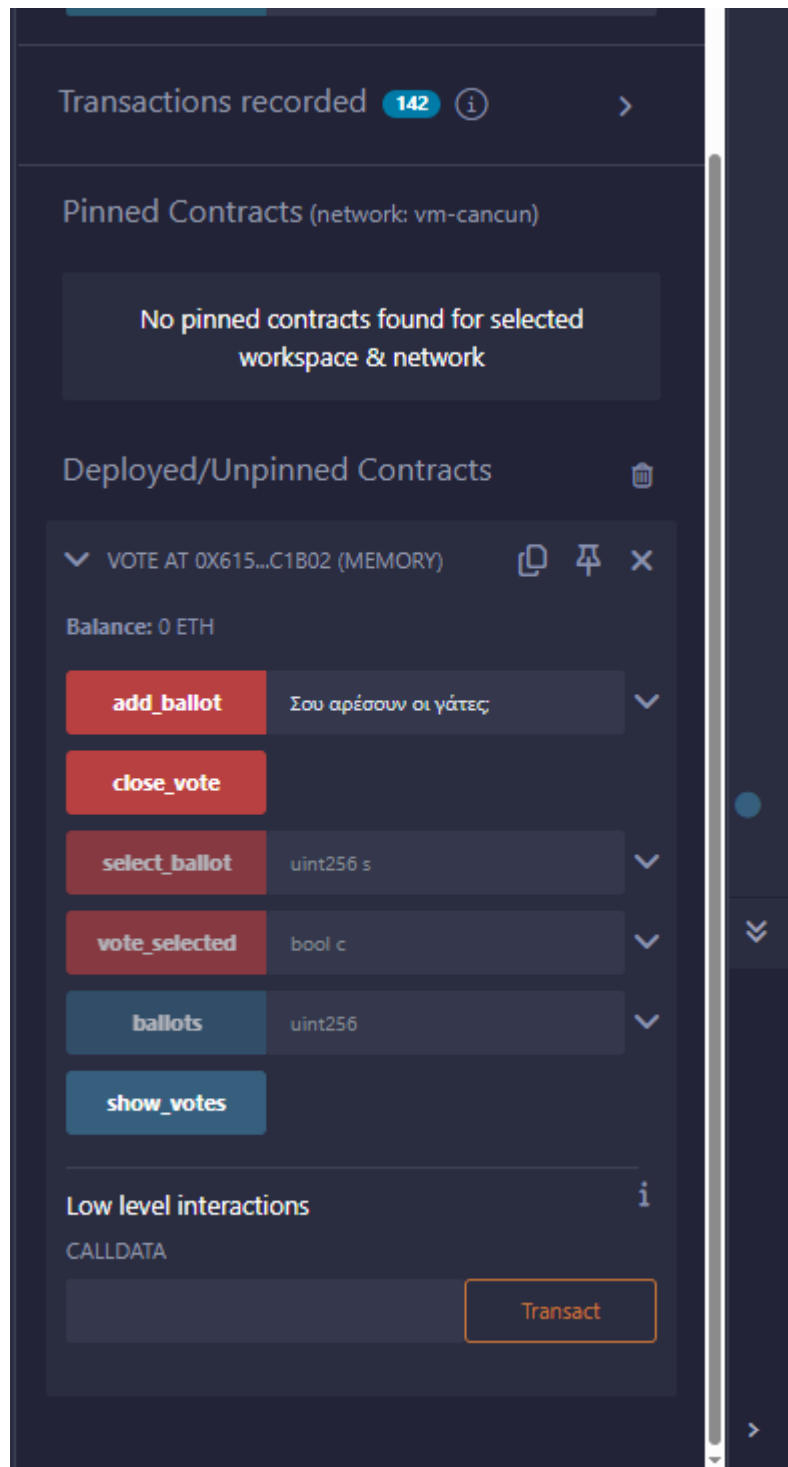 Transactions recorded 142 i
Pinned Contracts (network: vm-cancun)
No pinned contracts found for selected
workspace & network
Deployed/Unpinned Contracts
VOTE AT 0X615...C1B02 (MEMORY)
Balance: 0 ETH
add_ballot Σου αρέσουν οι γάτες;
close_vote
select_ballot uint256 s
vote_selected bool c
ballots uint256
show_votes
Low level interactions i
CALLDATA
Transact